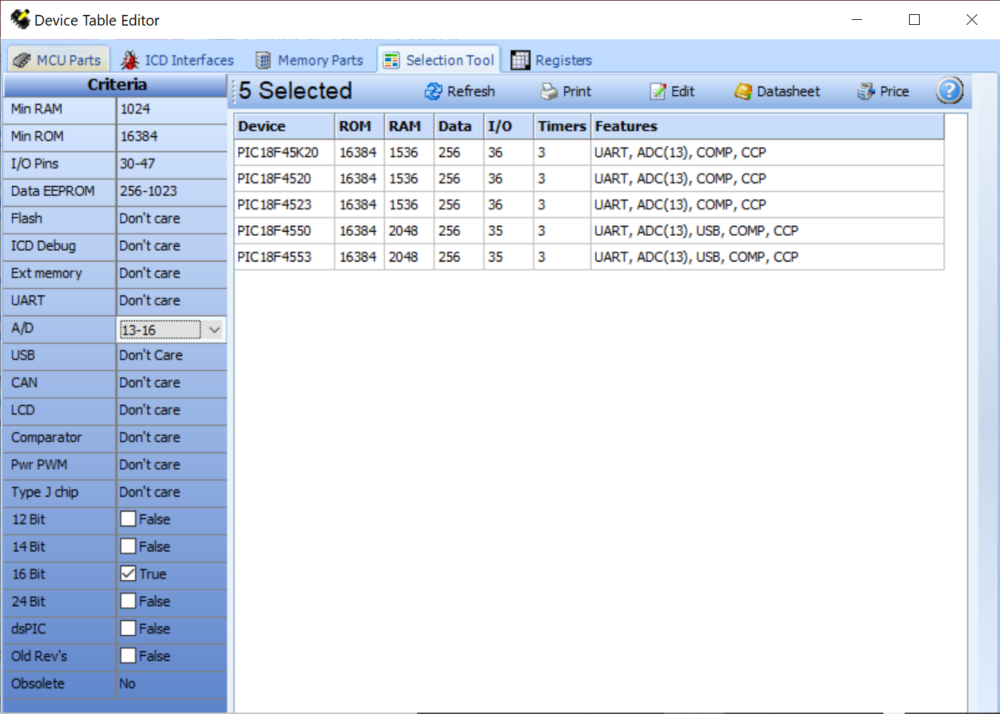 Device Table Editor
MCU Parts ICD Interfaces Memory Parts Selection Tool Registers
Criteria
Min RAM 1024
Min ROM 16384
I/O Pins 30-47
Data EEPROM 256-1023
Flash Don't care
ICD Debug Don't care
Ext memory Don't care
UART Don't care
A/D 13-16
USB Don't Care
CAN Don't care
LCD Don't care
Comparator Don't care
Pwr PWM Don't care
Type J chip Don't care
12 Bit False
14 Bit False
16 Bit True
24 Bit False
dsPIC False
Old Rev's False
Obsolete No
5 Selected Refresh Print Edit Datasheet Price ?
Device ROM RAM Data I/O Timers Features
PIC18F45K20 16384 1536 256 36 3 UART, ADC(13), COMP, CCP
PIC18F4520 16384 1536 256 36 3 UART, ADC(13), COMP, CCP
PIC18F4523 16384 1536 256 36 3 UART, ADC(13), COMP, CCP
PIC18F4550 16384 2048 256 35 3 UART, ADC(13), USB, COMP, CCP
PIC18F4553 16384 2048 256 35 3 UART, ADC(13), USB, COMP, CCP